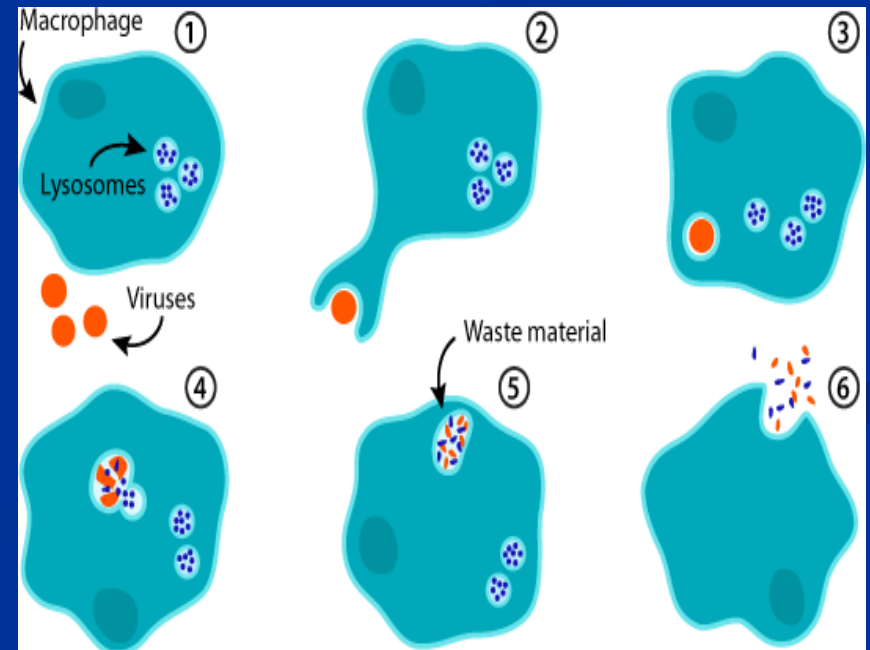 Macrophage
①
②
③
Lysosomes
Viruses
Waste material
④
⑤
⑥